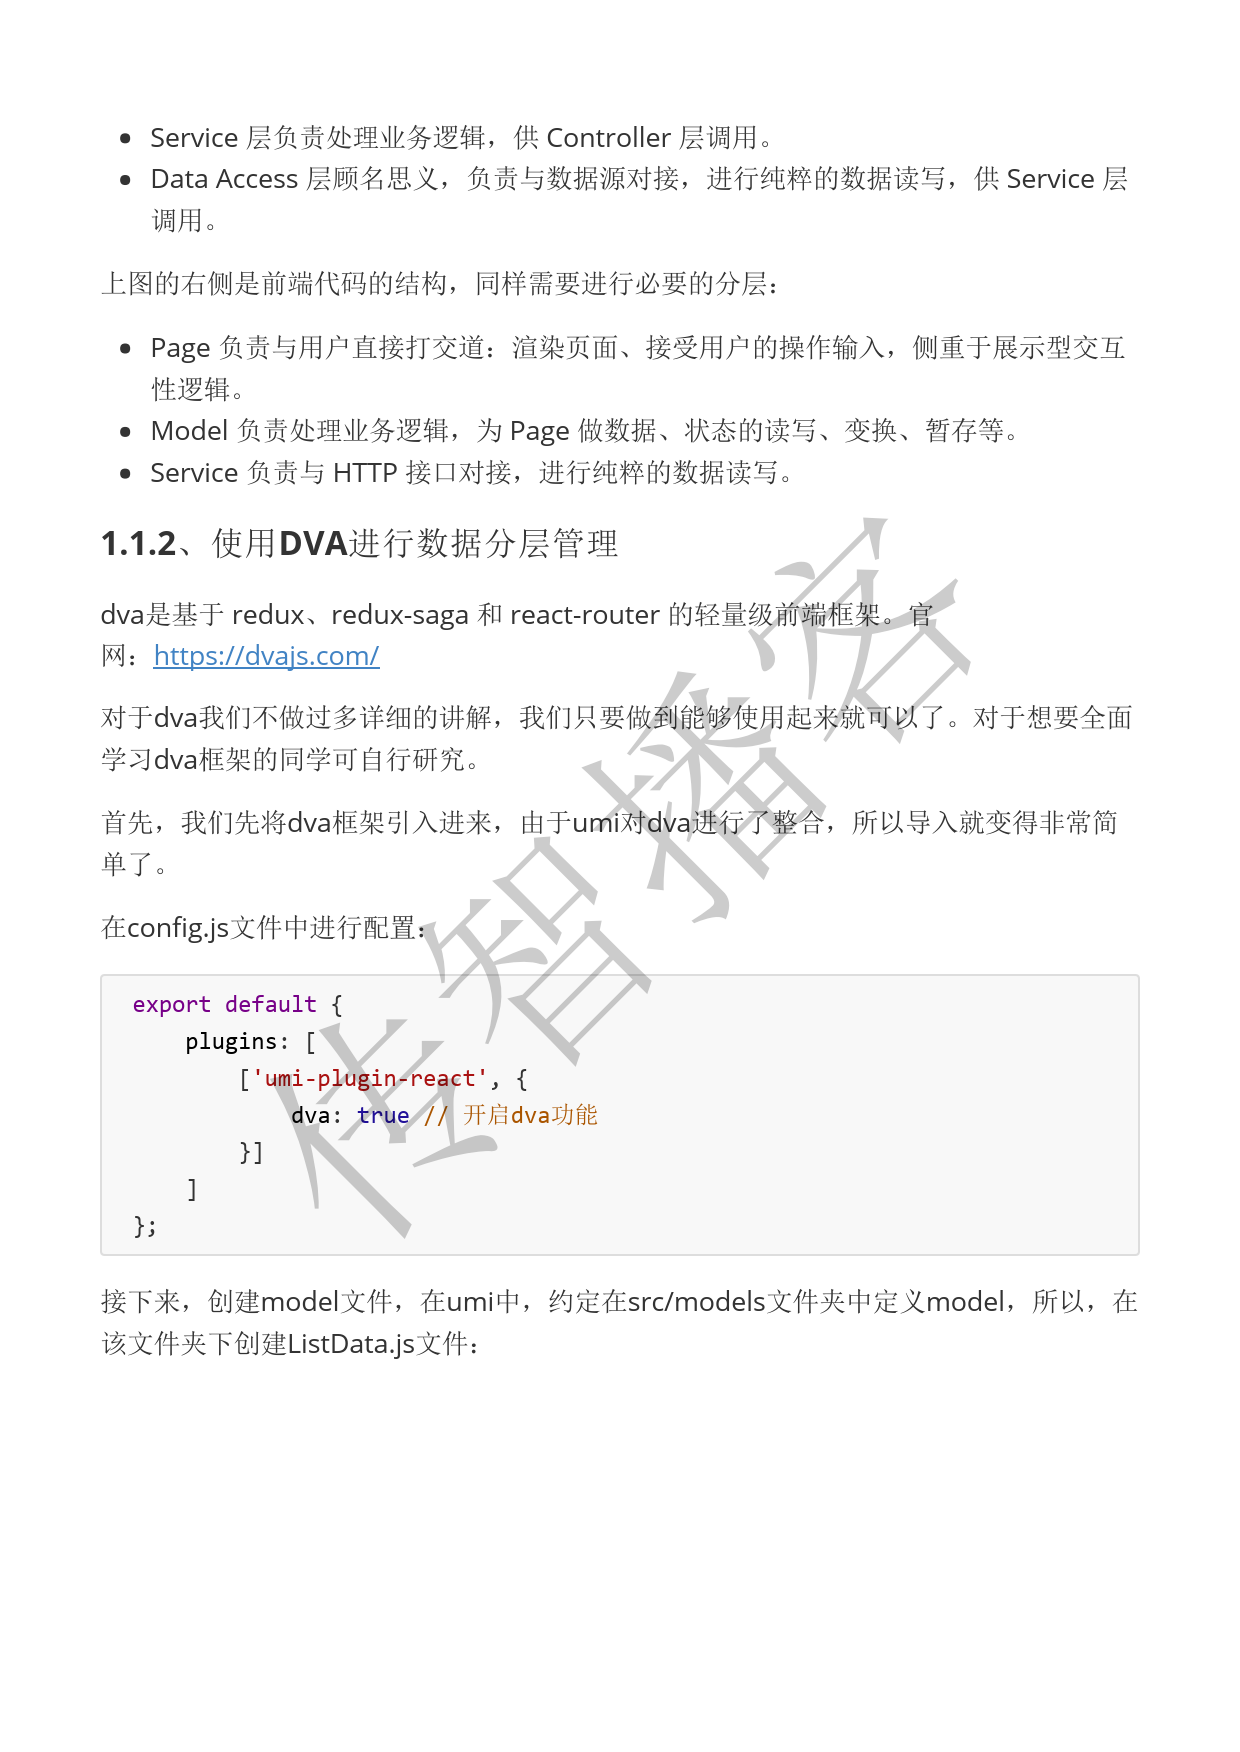 Service 层负责处理业务逻辑，供 Controller 层调用。
Data Access 层顾名思义，负责与数据源对接，进行纯粹的数据读写，供 Service 层
调用。
上图的右侧是前端代码的结构，同样需要进行必要的分层：
Page 负责与用户直接打交道：渲染页面、接受用户的操作输入，侧重于展示型交互
性逻辑。
Model 负责处理业务逻辑，为 Page 做数据、状态的读写、变换、暂存等。
Service 负责与 HTTP 接口对接，进行纯粹的数据读写。
1.1.2、使用DVA进行数据分层管理
dva是基于 redux、redux-saga 和 react-router 的轻量级前端框架。官
网：https://dvajs.com/
对于dva我们不做过多详细的讲解，我们只要做到能够使用起来就可以了。对于想要全面
学习dva框架的同学可自行研究。
首先，我们先将dva框架引入进来，由于umi对dva进行了整合，所以导入就变得非常简
单了。
在config.js文件中进行配置：
export default {
    plugins: [
        ['umi-plugin-react', {
            dva: true // 开启dva功能
        }]
    ]
};
接下来，创建model文件，在umi中，约定在src/models文件夹中定义model，所以，在
该文件夹下创建ListData.js文件：
传智播客